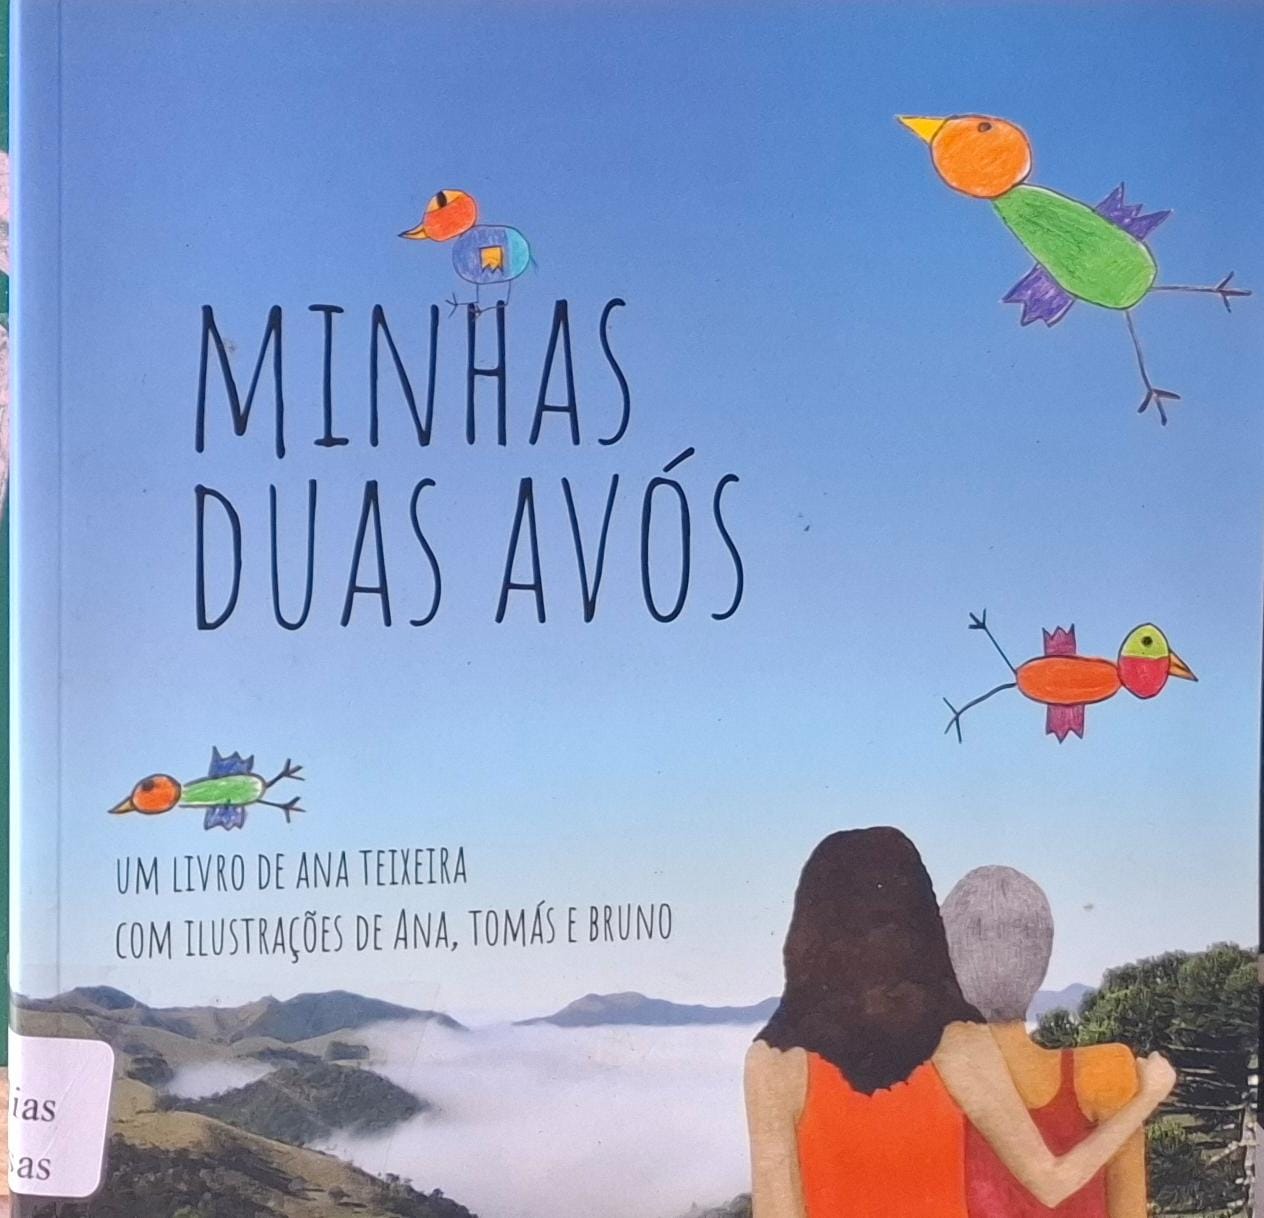 MINHAS
DUAS AVÓS
UM LIVRO DE ANA TEIXEIRA
COM ILUSTRAÇÕES DE ANA, TOMÁS E BRUNO
ias
sas